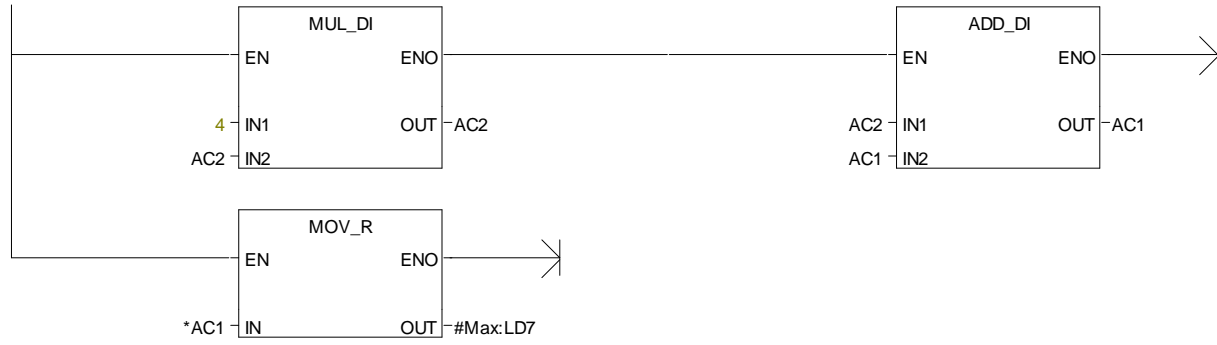 MUL_DI ADD_DI
EN ENO EN ENO
4 IN1 OUT AC2 AC2 IN1 OUT AC1
AC2 IN2 AC1 IN2
MOV_R
EN ENO
*AC1 IN OUT #Max:LD7